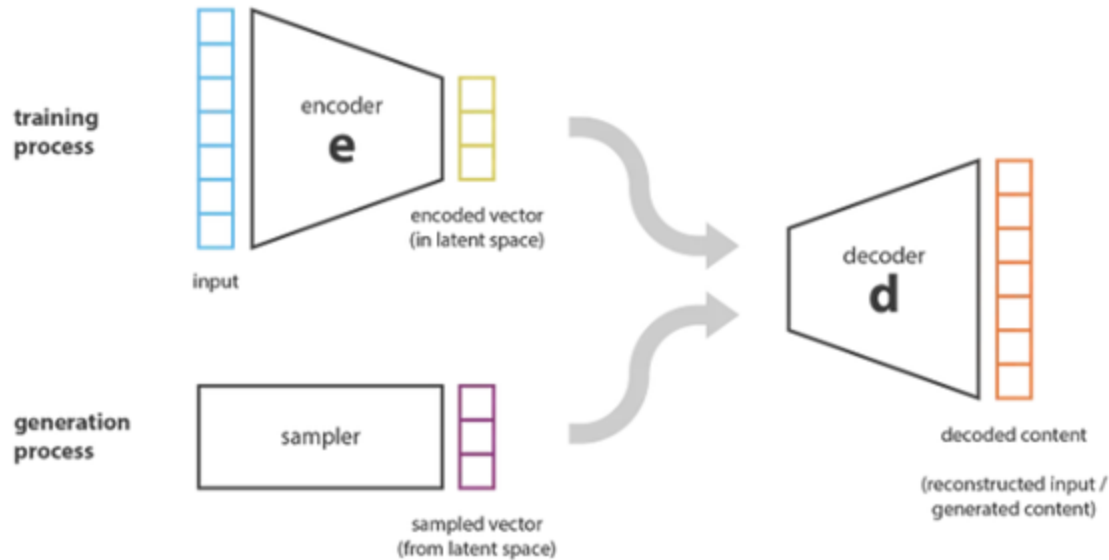 training
process
encoder
e
encoded vector
(in latent space)
input
decoder
d
generation
process
sampler
sampled vector
(from latent space)
decoded content
(reconstructed input /
generated content)